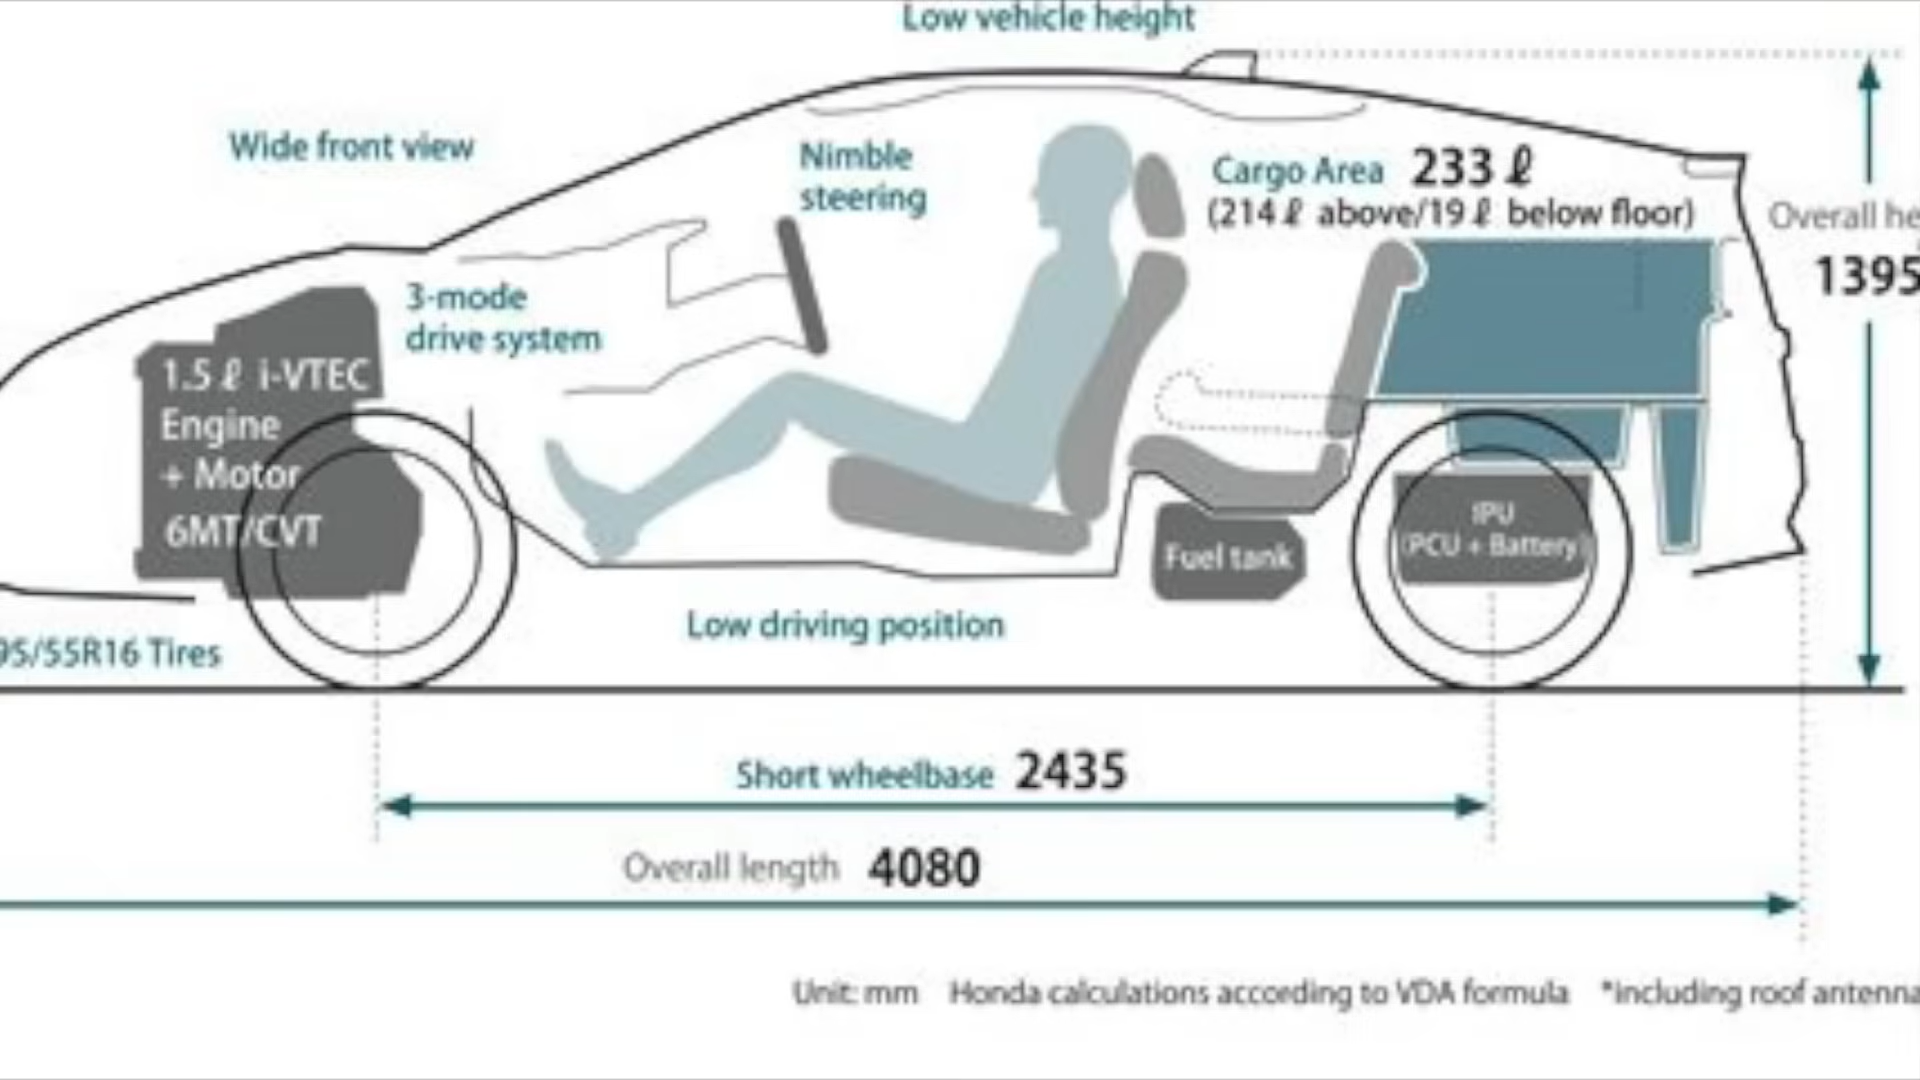 Low vehicle height
Wide front view
Nimble
steering
Cargo Area 233 ℓ
(214 ℓ above/19 ℓ below floor)
Overall he
1395
3-mode
drive system
1.5 ℓ i-VTEC
Engine
+ Motor
6MT/CVT
IPU
(PCU + Battery)
Fuel tank
Low driving position
95/55R16 Tires
Short wheelbase 2435
Overall length 4080
Unit: mm Honda calculations according to VDA formula *including roof antenna